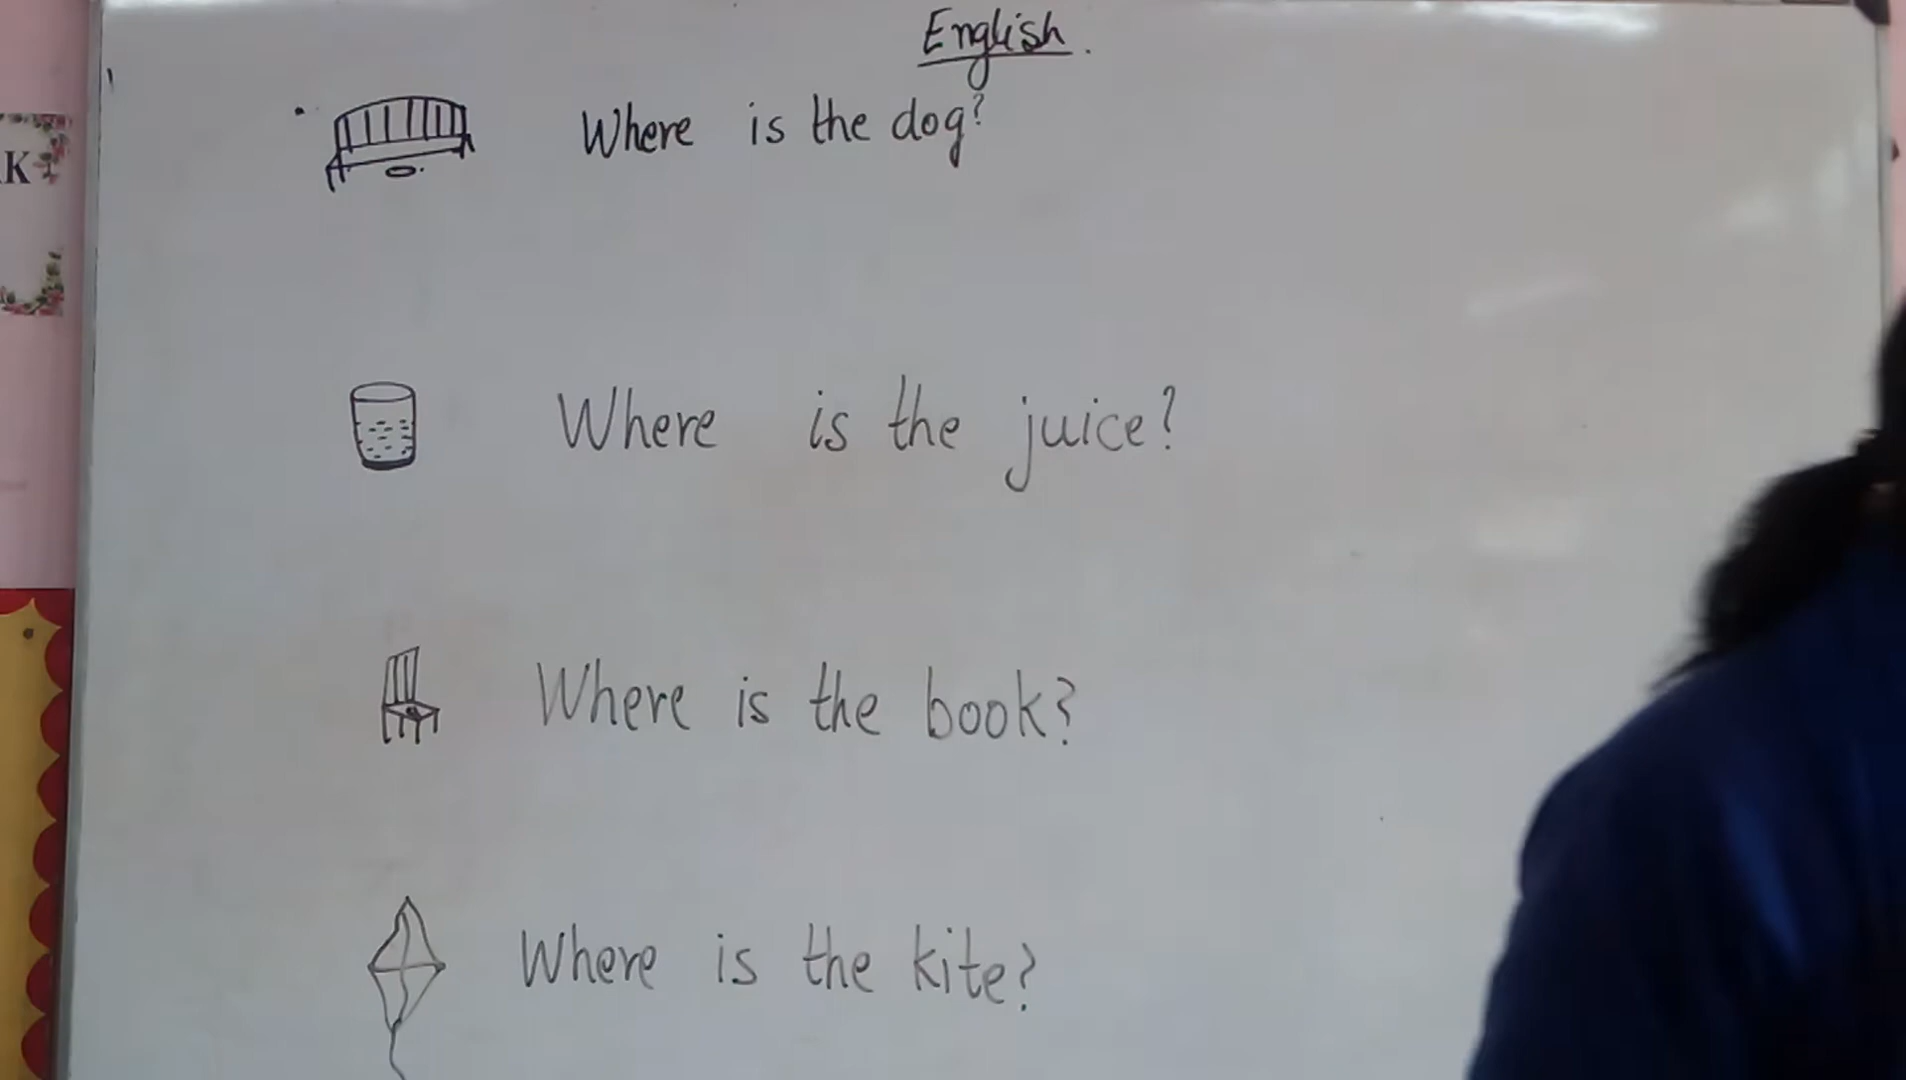 English.
Where is the dog?
Where is the juice?
Where is the book?
Where is the kite?
K